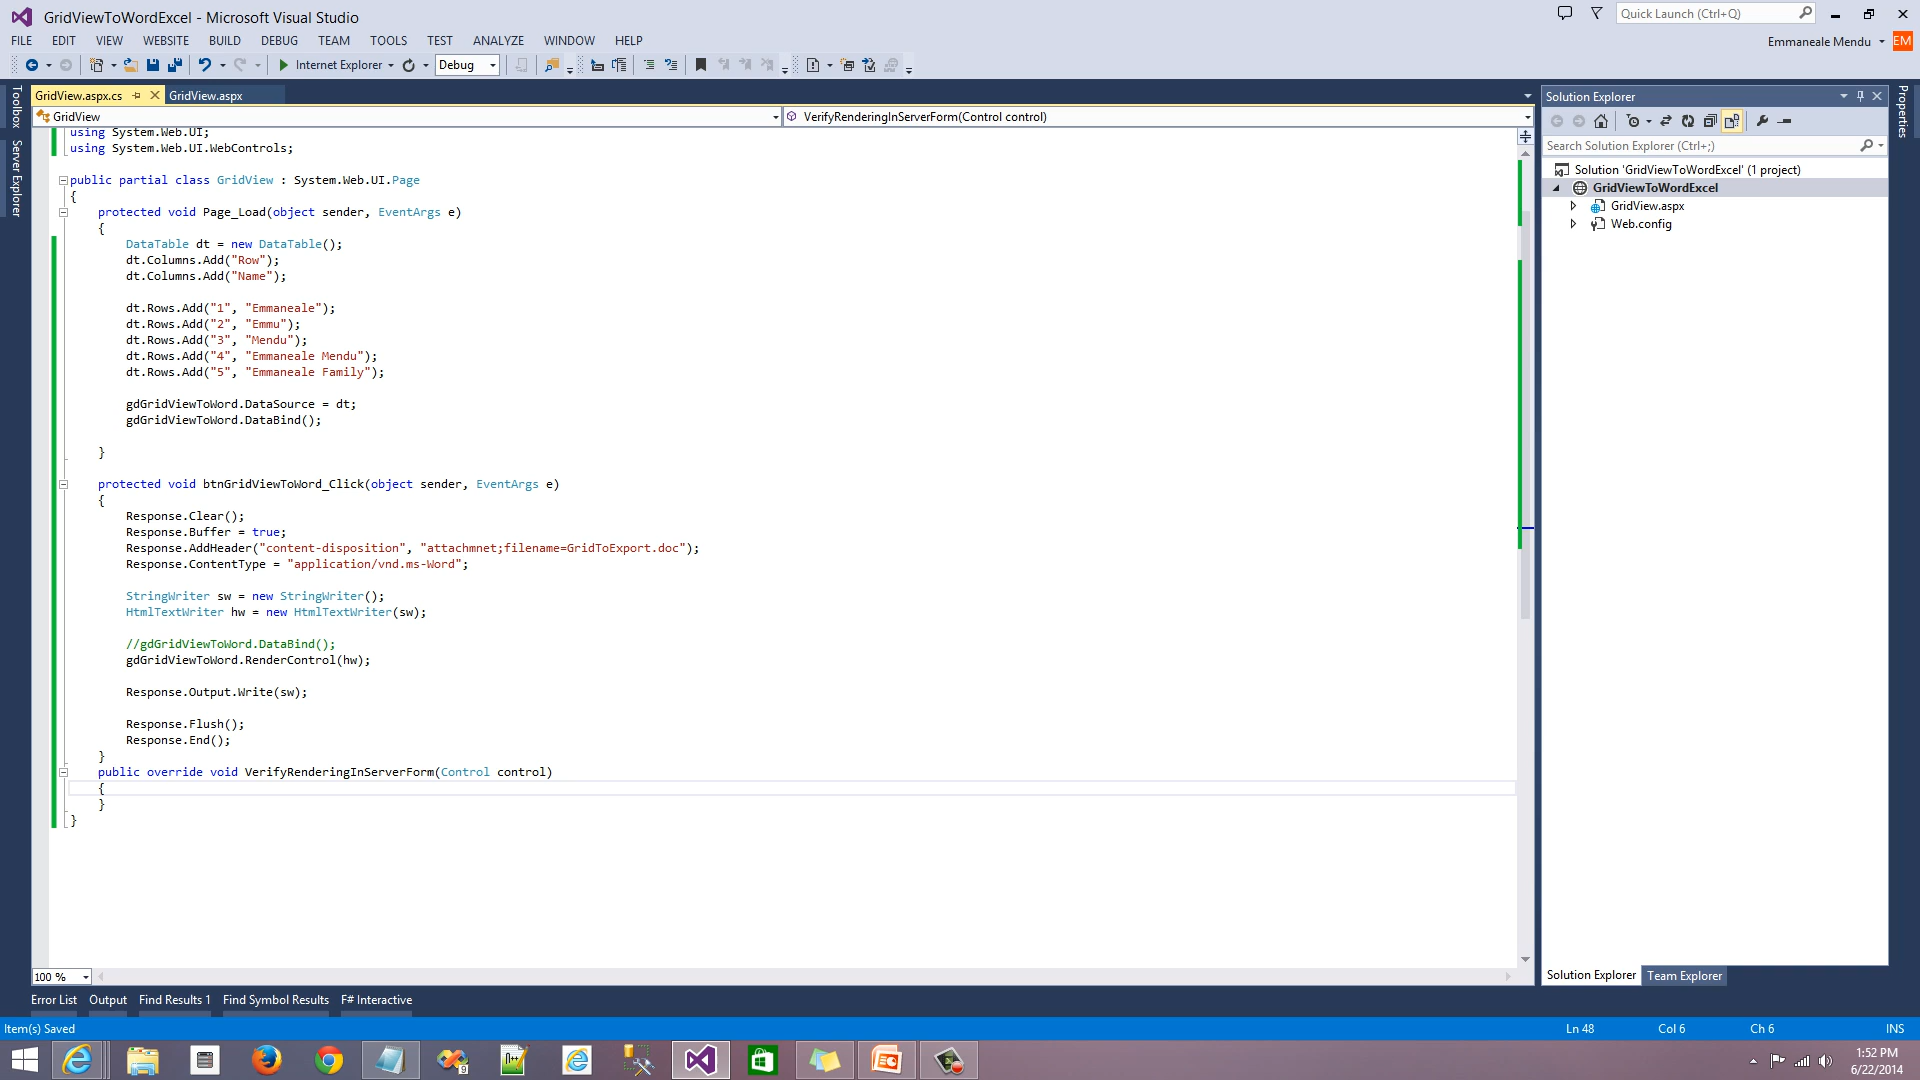 GridViewToWordExcel - Microsoft Visual Studio
Quick Launch (Ctrl+Q)
FILE EDIT VIEW WEBSITE BUILD DEBUG TEAM TOOLS TEST ANALYZE WINDOW HELP
Emmaneale Mendu EM
Internet Explorer Debug
Toolbox
Server Explorer
GridView.aspx.cs GridView.aspx
GridView VerifyRenderingInServerForm(Control control)
using System.Web.UI;
using System.Web.UI.WebControls;
public partial class GridView : System.Web.UI.Page
{
protected void Page_Load(object sender, EventArgs e)
{
DataTable dt = new DataTable();
dt.Columns.Add("Row");
dt.Columns.Add("Name");
dt.Rows.Add("1", "Emmaneale");
dt.Rows.Add("2", "Emmu");
dt.Rows.Add("3", "Mendu");
dt.Rows.Add("4", "Emmaneale Mendu");
dt.Rows.Add("5", "Emmaneale Family");
gdGridViewToWord.DataSource = dt;
gdGridViewToWord.DataBind();
}
protected void btnGridViewToWord_Click(object sender, EventArgs e)
{
Response.Clear();
Response.Buffer = true;
Response.AddHeader("content-disposition", "attachmnet;filename=GridToExport.doc");
Response.ContentType = "application/vnd.ms-Word";
StringWriter sw = new StringWriter();
HtmlTextWriter hw = new HtmlTextWriter(sw);
//gdGridViewToWord.DataBind();
gdGridViewToWord.RenderControl(hw);
Response.Output.Write(sw);
Response.Flush();
Response.End();
}
public override void VerifyRenderingInServerForm(Control control)
{
}
}
100 %
Solution Explorer
Search Solution Explorer (Ctrl+;)
Solution 'GridViewToWordExcel' (1 project)
GridViewToWordExcel
GridView.aspx
Web.config
Solution Explorer Team Explorer
Properties
Error List Output Find Results 1 Find Symbol Results F# Interactive
Item(s) Saved Ln 48 Col 6 Ch 6 INS
1:52 PM
6/22/2014